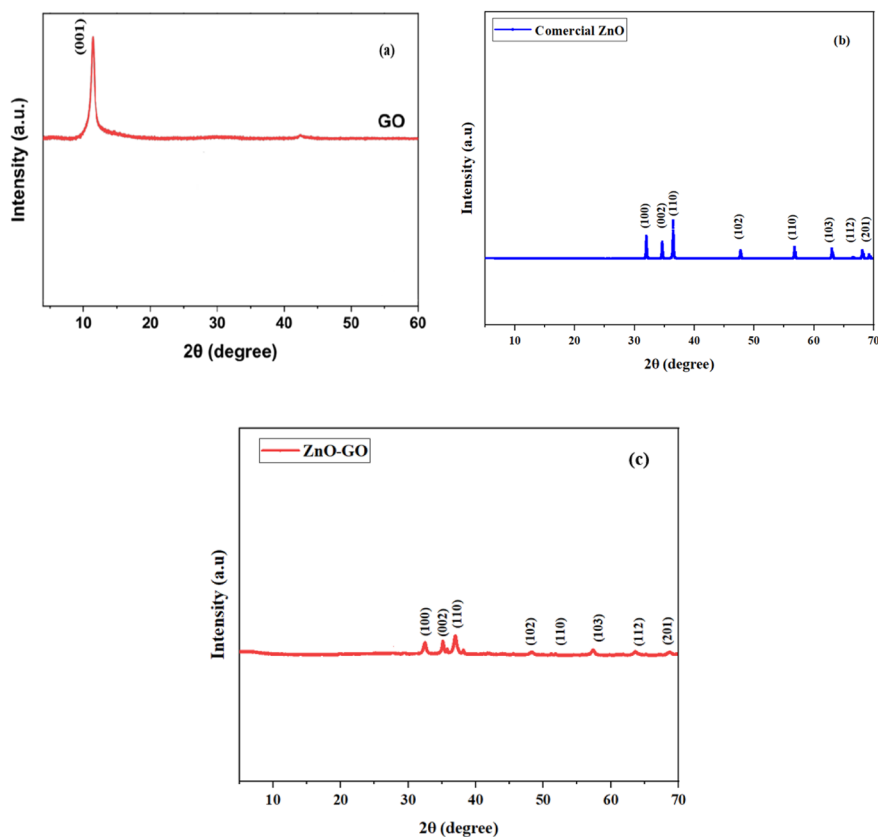 (a)
(001)
GO
Intensity (a.u.)
10 20 30 40 50 60
2θ (degree)
Comercial ZnO
(b)
(100) (002) (110) (102) (110) (103) (112) (201)
Intensity (a.u)
10 20 30 40 50 60 70
2θ (degree)
ZnO-GO
(c)
(100) (002) (110) (102) (110) (103) (112) (201)
Intensity (a.u)
10 20 30 40 50 60 70
2θ (degree)